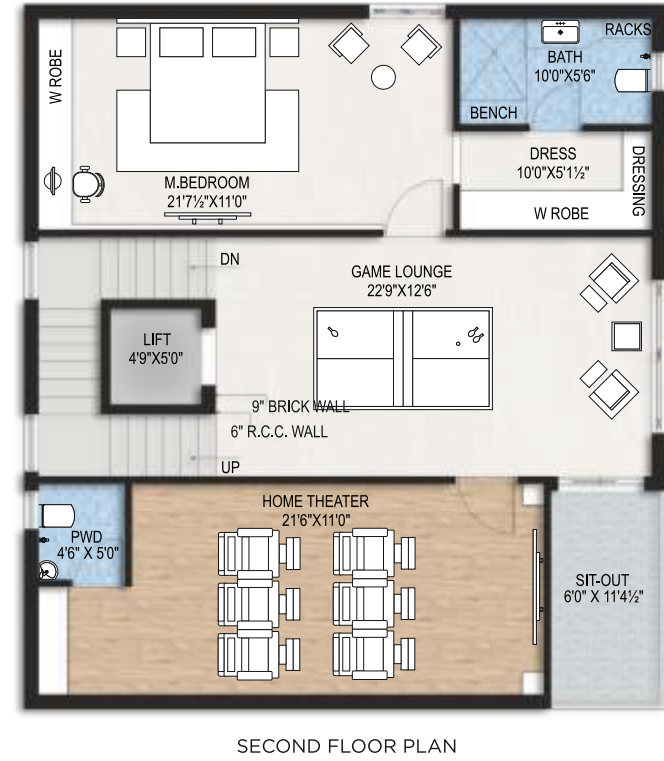 RACKS
BATH
10'0"X5'6"
W ROBE
BENCH
DRESS
10'0"X5'1½"
DRESSING
M.BEDROOM
21'7½"X11'0"
W ROBE
DN
GAME LOUNGE
22'9"X12'6"
LIFT
4'9"X5'0"
9" BRICK WALL
6" R.C.C. WALL
UP
HOME THEATER
21'6"X11'0"
PWD
4'6" X 5'0"
SIT-OUT
6'0" X 11'4½"
SECOND FLOOR PLAN